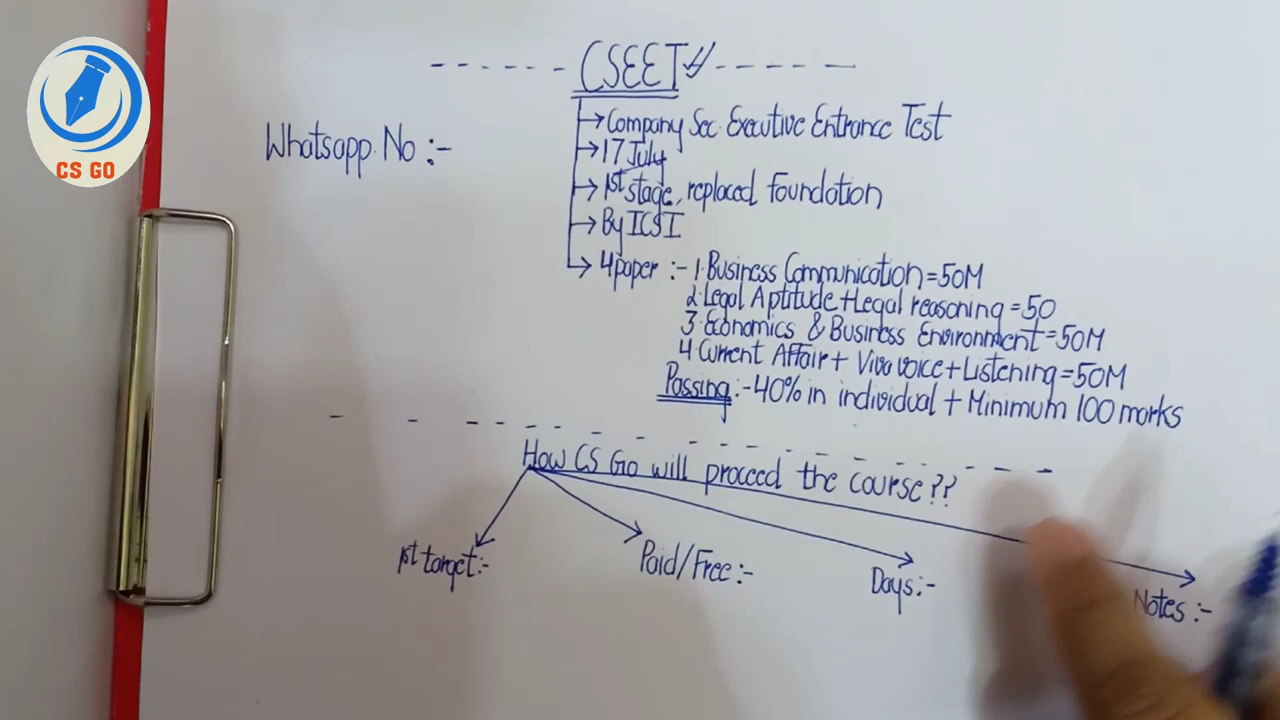 CS GO
CSEET
Whatsapp No :-
Company Sec. Executive Entrance Test
17 July
1st stage, replaced foundation
By ICSI
4 paper :- 1. Business Communication = 50M
2. Legal Aptitude + Legal reasoning = 50
3. Economics & Business Environment = 50M
4. Current Affair + Viva voice + Listening = 50M
Passing :- 40% in individual + Minimum 100 marks
How CS Go will proceed the course??
1st target:-
Paid/Free:-
Days:-
Notes:-